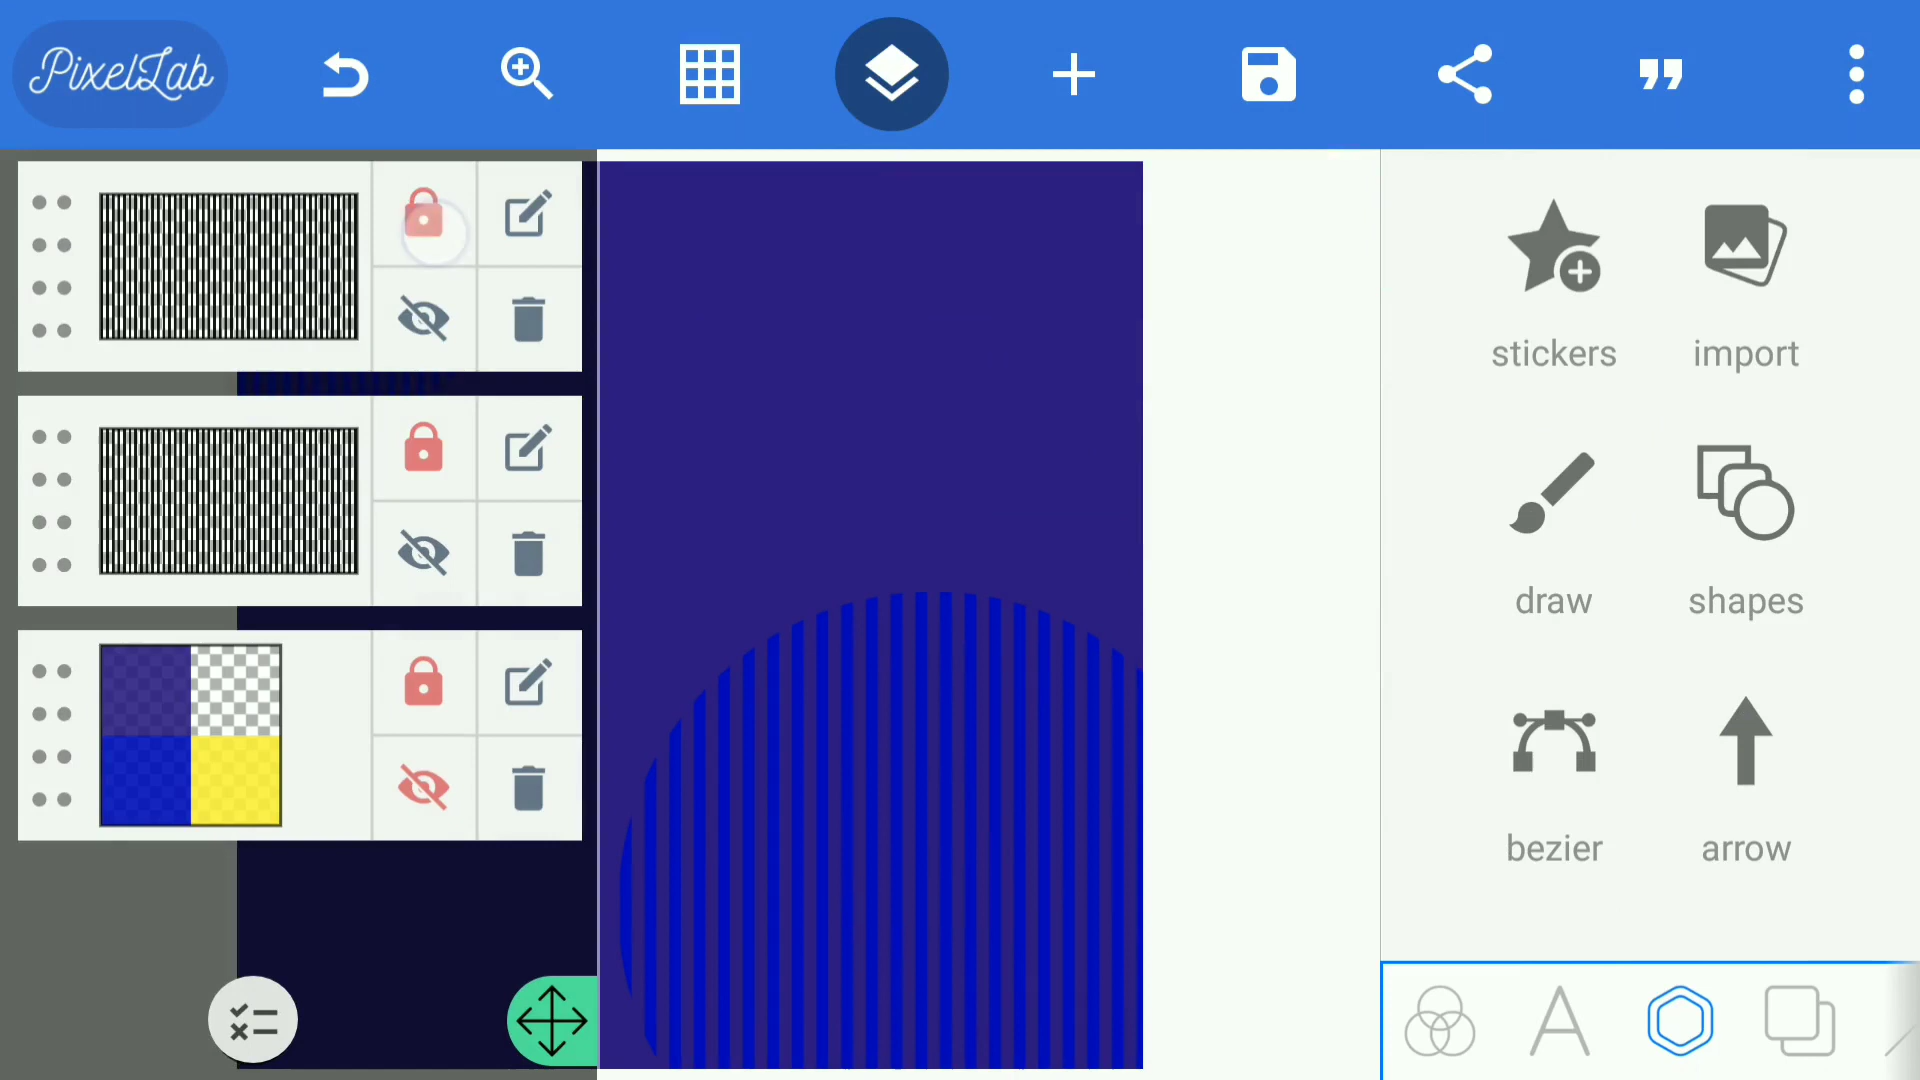 PixelLab
stickers
import
draw
shapes
bezier
arrow